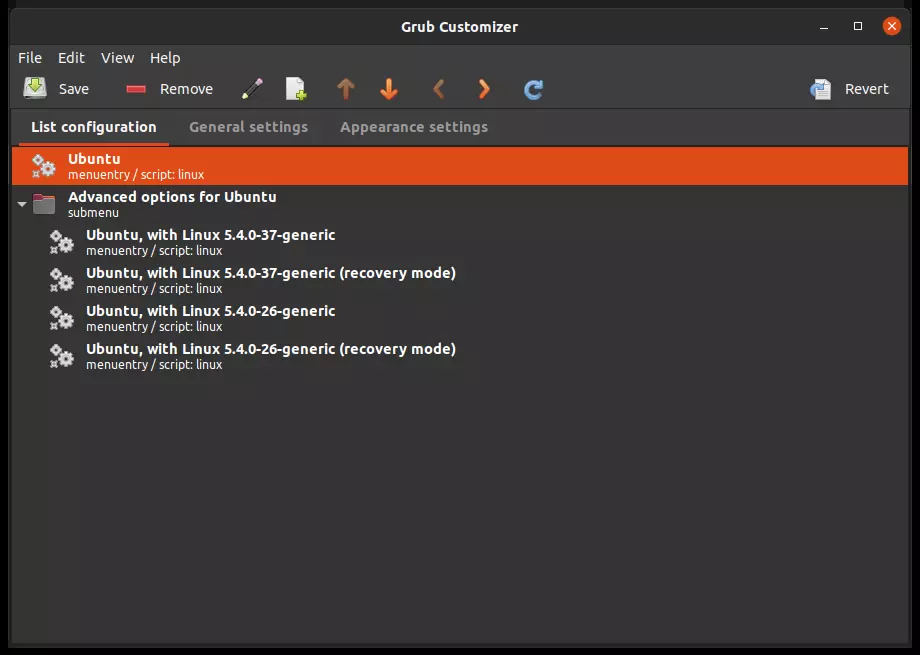 Grub Customizer
File Edit View Help
Save Remove Revert
List configuration General settings Appearance settings
Ubuntu
menuentry / script: linux
Advanced options for Ubuntu
submenu
Ubuntu, with Linux 5.4.0-37-generic
menuentry / script: linux
Ubuntu, with Linux 5.4.0-37-generic (recovery mode)
menuentry / script: linux
Ubuntu, with Linux 5.4.0-26-generic
menuentry / script: linux
Ubuntu, with Linux 5.4.0-26-generic (recovery mode)
menuentry / script: linux